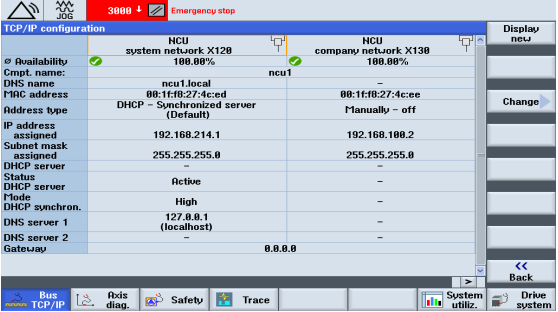 JOG
3000 Emergency stop
TCP/IP configuration
NCU
system network X120
NCU
company network X130
Ø Availability 100.00% 100.00%
Cmpt. name: ncu1
DNS name ncu1.local –
MAC address 00:1f:f8:27:4c:ed 00:1f:f8:27:4c:ee
Address type DHCP – Synchronized server (Default) Manually – off
IP address
assigned 192.168.214.1 192.168.100.2
Subnet mask
assigned 255.255.255.0 255.255.255.0
DHCP server – –
Status
DHCP server Active –
Mode
DHCP synchron. High –
DNS server 1 127.0.0.1 (localhost) –
DNS server 2 – –
Gateway 0.0.0.0
Display
new
Change
<<
Back
>
Bus
TCP/IP
Axis
diag.
Safety
Trace
System
utiliz.
Drive
system